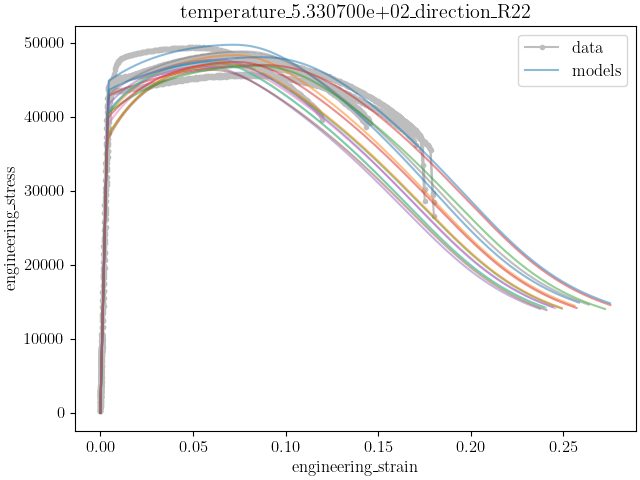 temperature_5.330700e+02_direction_R22
data
models
50000
40000
30000
20000
10000
0
engineering_stress
0.00
0.05
0.10
0.15
0.20
0.25
engineering_strain